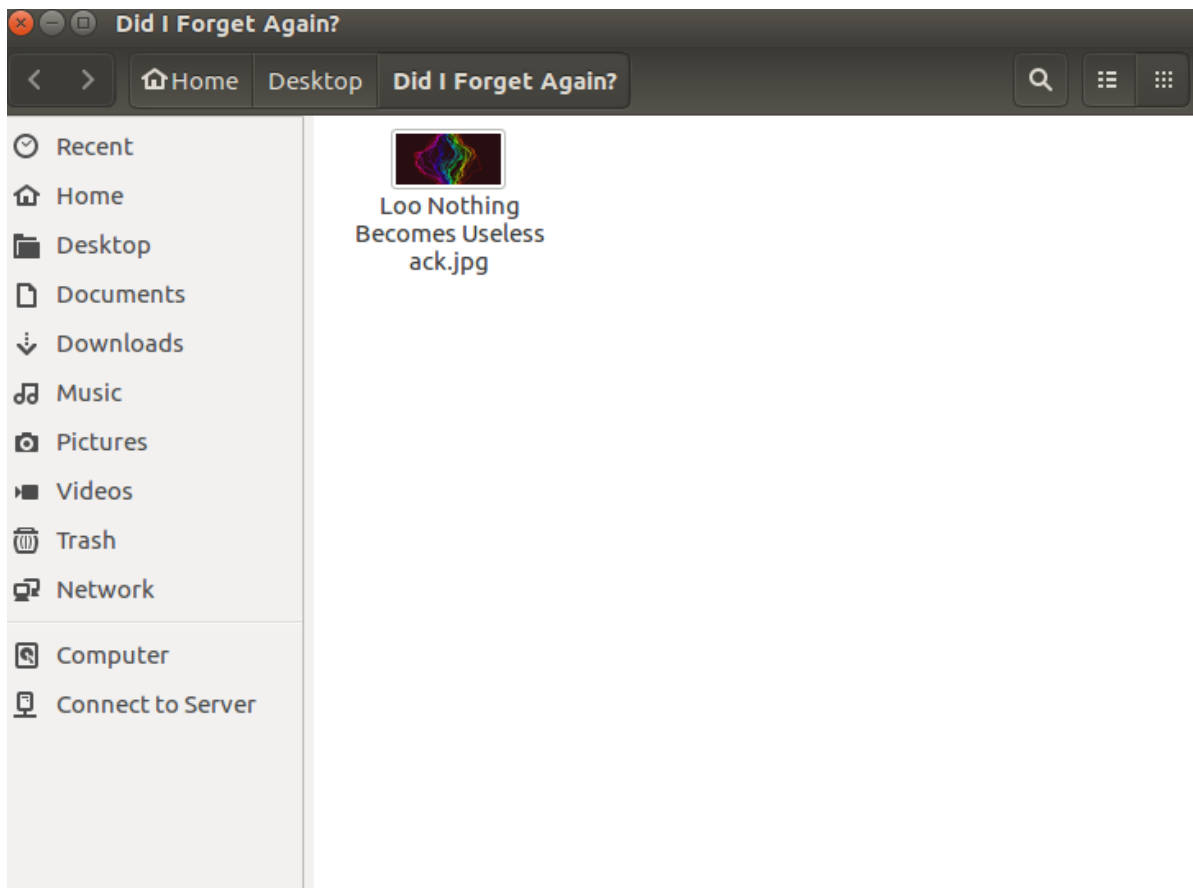 Did I Forget Again?
Home Desktop Did I Forget Again?
Recent
Home
Desktop
Documents
Downloads
Music
Pictures
Videos
Trash
Network
Computer
Connect to Server
Loo Nothing
Becomes Useless
ack.jpg